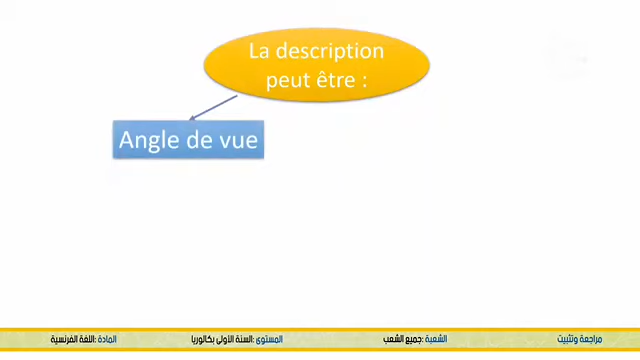 La description
peut être :
Angle de vue
مراجعة وتثبيت
الشعبة :جميع الشعب
المستوى :السنة الأولى بكالوريا
المادة :اللغة الفرنسية